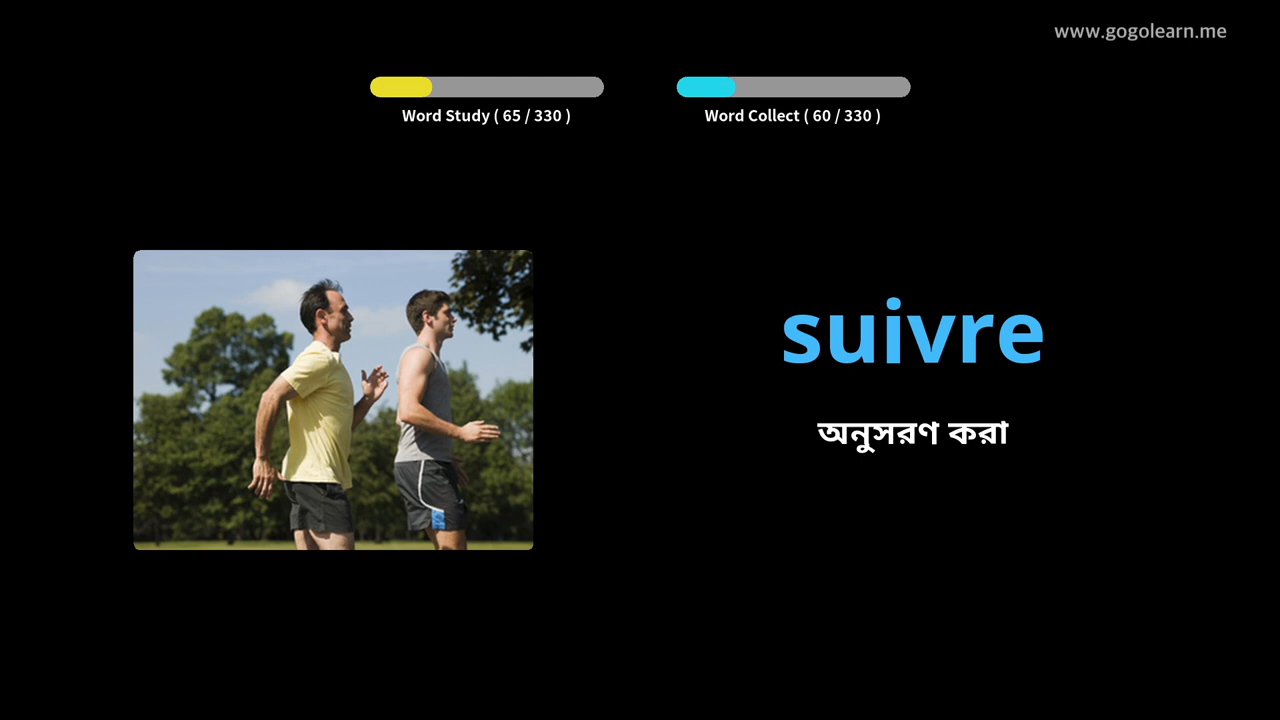 www.gogolearn.me
Word Study ( 65 / 330 )
Word Collect ( 60 / 330 )
suivre
অনুসরণ করা